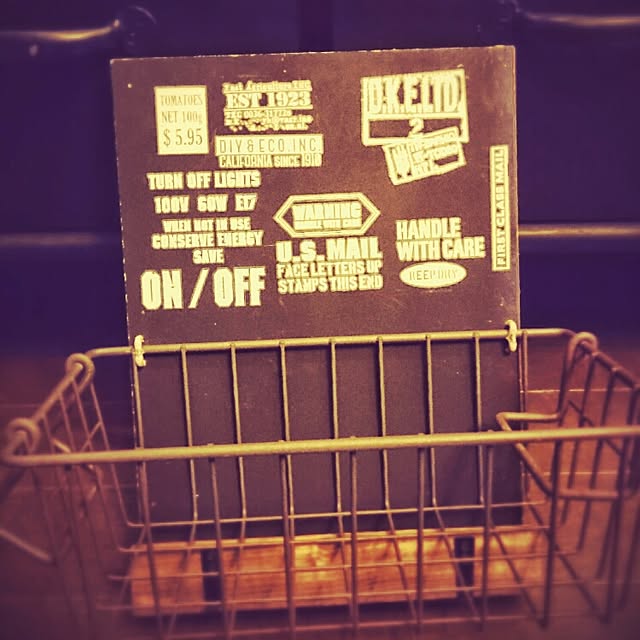 TOMATOES
NET 100g
$5.95
EST 1923
DIY & ECO.INC
CALIFORNIA SINCE 1918
TURN OFF LIGHTS
100V 60W E17
WHEN NOT IN USE
CONSERVE ENERGY
SAVE
ON / OFF
U.K.F.LTD
2
WARNING
U.S. MAIL
FACE LETTERS UP
STAMPS THIS END
HANDLE
WITH CARE
KEEP DRY
FIRST CLASS MAIL